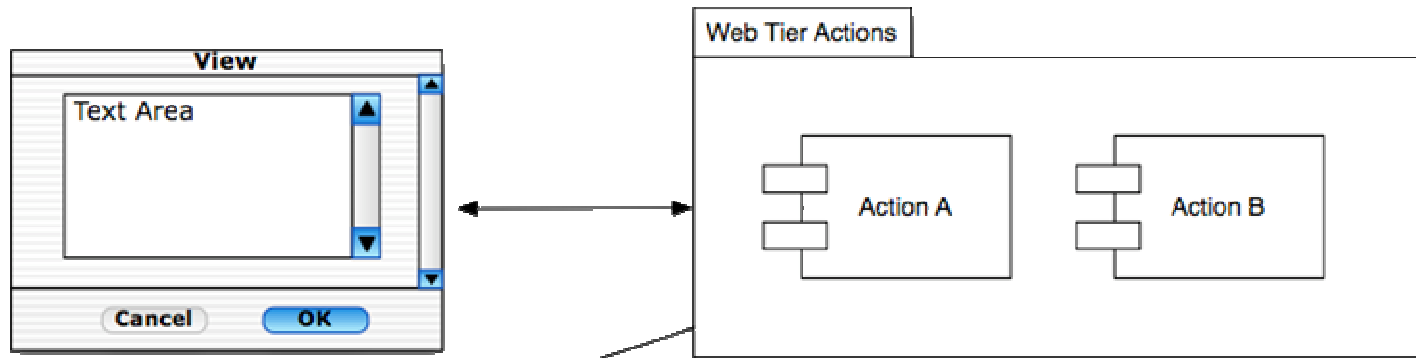 View
Text Area
Cancel
OK
Web Tier Actions
Action A
Action B